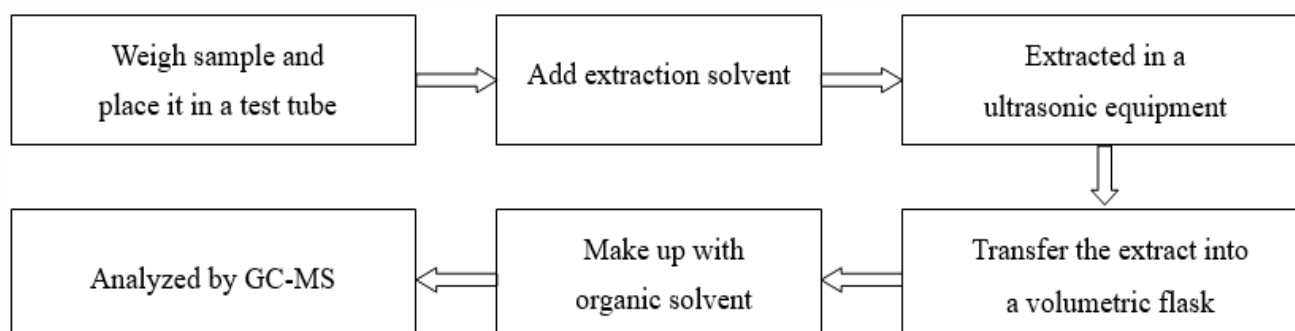 Weigh sample and
place it in a test tube
Add extraction solvent
Extracted in a
ultrasonic equipment
Transfer the extract into
a volumetric flask
Make up with
organic solvent
Analyzed by GC-MS